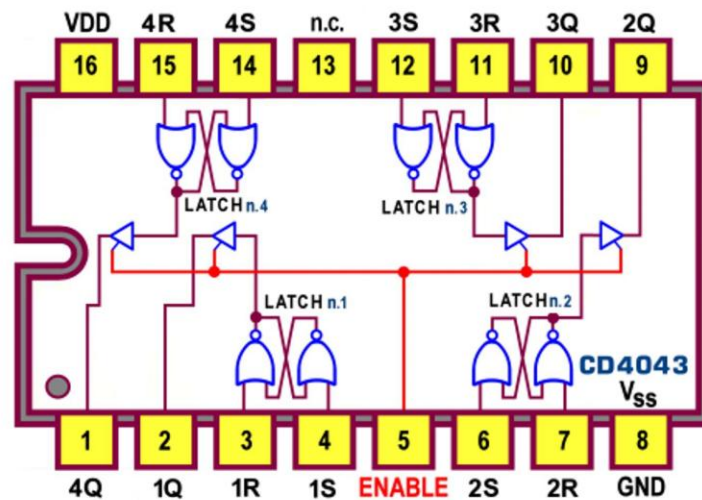 VDD 4R 4S n.c. 3S 3R 3Q 2Q
16 15 14 13 12 11 10 9
LATCH n.4 LATCH n.3
LATCH n.1 LATCH n.2
CD4043
VSS
1 2 3 4 5 6 7 8
4Q 1Q 1R 1S ENABLE 2S 2R GND